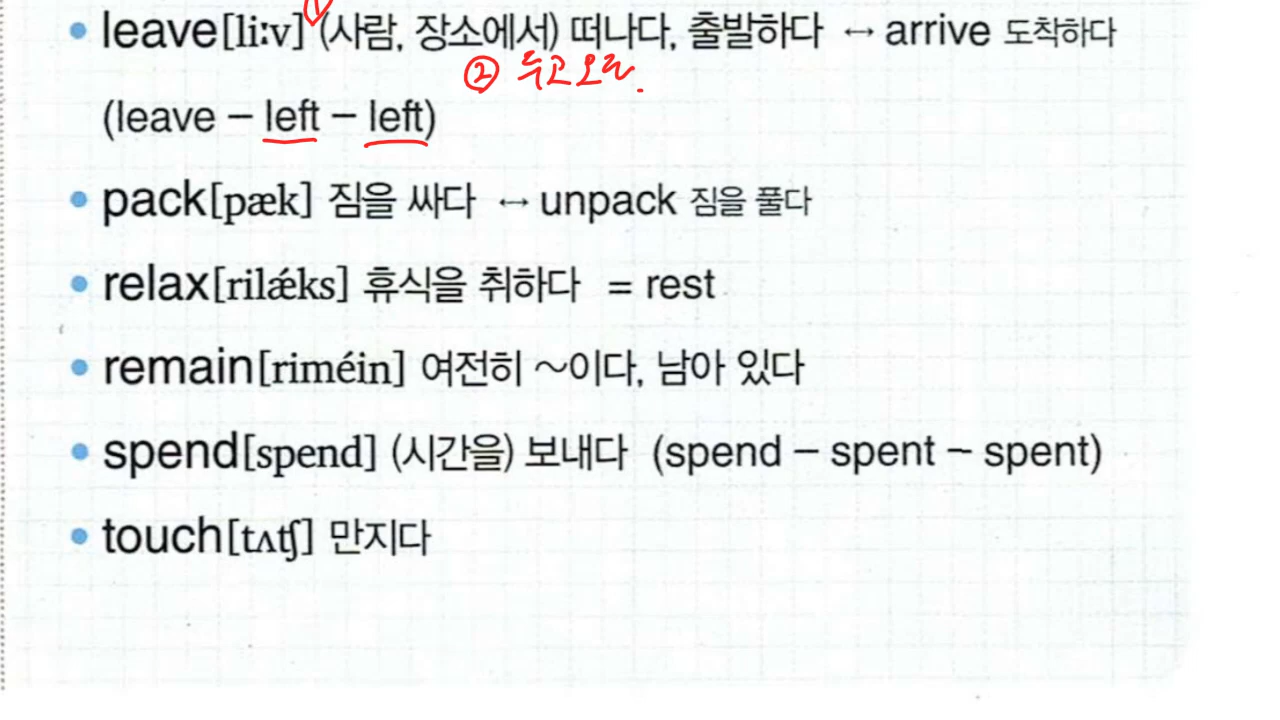 • leave[liːv] ① (사람, 장소에서) 떠나다, 출발하다 ↔ arrive 도착하다
② 두고 오다.
(leave – left – left)
• pack[pæk] 짐을 싸다 ↔ unpack 짐을 풀다
• relax[rilǽks] 휴식을 취하다 = rest
• remain[riméin] 여전히 ~이다, 남아 있다
• spend[spend] (시간을) 보내다 (spend – spent – spent)
• touch[tʌtʃ] 만지다